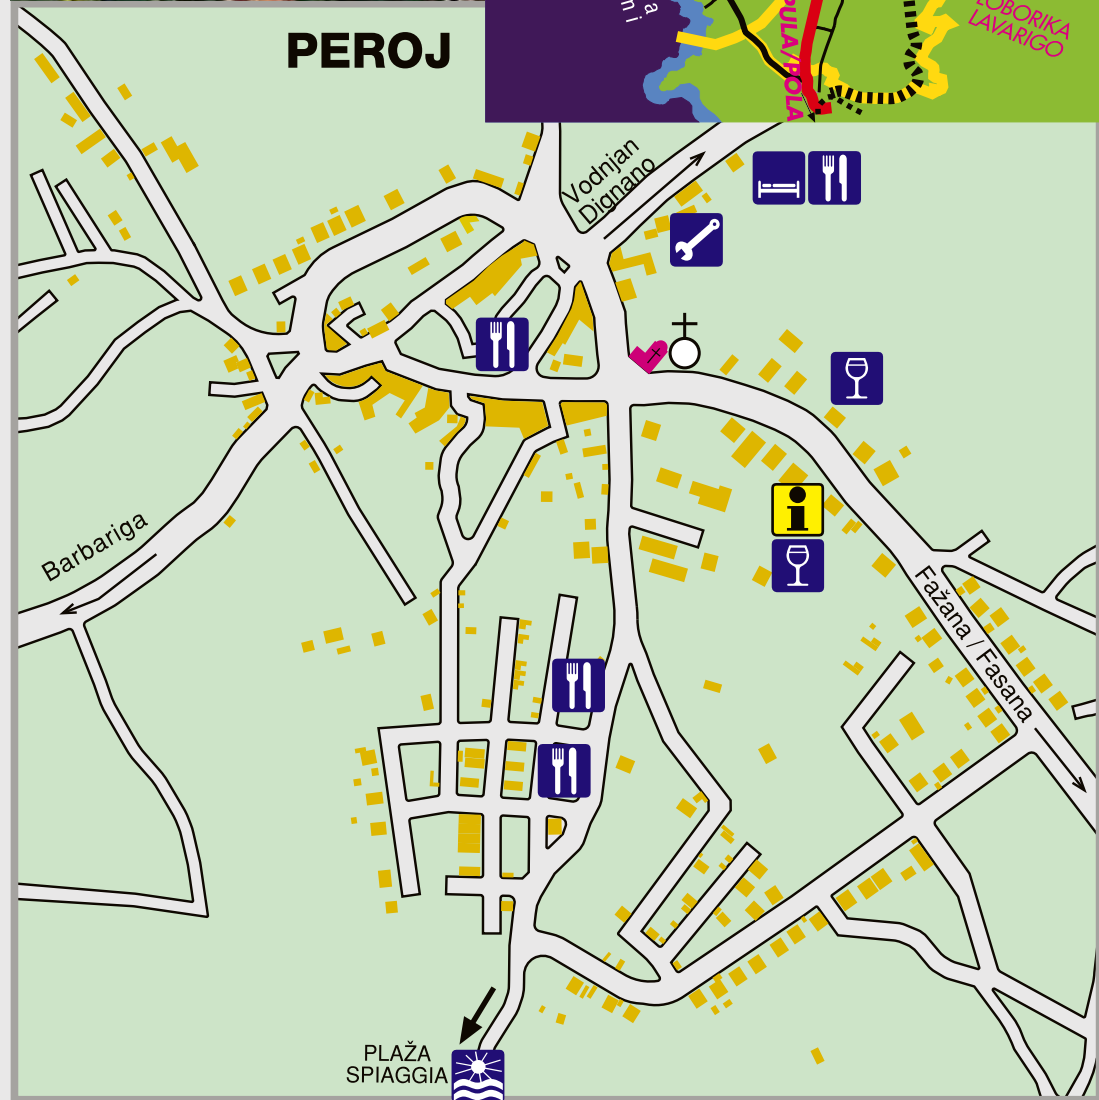 PEROJ
PULA/POLA
LOBORIKA
LAVARIGO
Vodnjan
Dignano
Barbariga
i
Fažana / Fasana
PLAŽA
SPIAGGIA